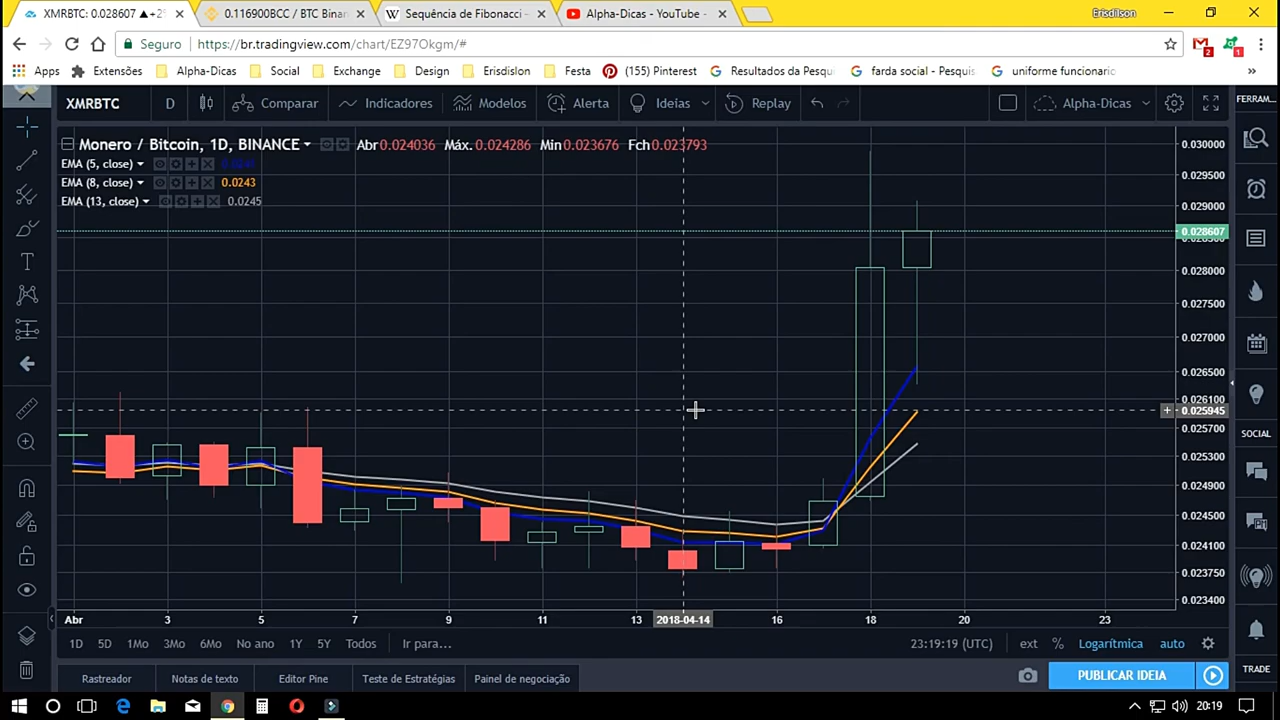 XMRBTC: 0.028607 ▲+2°
0.116900BCC / BTC Binan
Sequência de Fibonacci -
Alpha-Dicas - YouTube -
Erisdilson
Seguro
https://br.tradingview.com/chart/EZ97Okgm/#
2
1
Apps
Extensões
Alpha-Dicas
Social
Exchange
Design
Erisdislon
Festa
(155) Pinterest
Resultados da Pesqu
farda social - Pesquis
uniforme funcionario
»
XMRBTC
D
Comparar
Indicadores
Modelos
Alerta
Ideias
Replay
Alpha-Dicas
FERRAM...
Monero / Bitcoin, 1D, BINANCE
Abr0.024036 Máx. 0.024286 Min0.023676 Fch0.023793
EMA (5, close)
EMA (8, close) 0.0243
EMA (13, close) 0.0245
0.030000
0.029500
0.029000
0.028607
0.028000
0.027500
0.027000
0.026500
0.026100
0.025945
0.025700
0.025300
0.024900
0.024500
0.024100
0.023750
0.023400
SOCIAL
TRADE
Abr 3 5 7 9 11 13 2018-04-14 16 18 20 23
1D 5D 1Mo 3Mo 6Mo No ano 1Y 5Y Todos Ir para...
23:19:19 (UTC) ext % Logarítmica auto
Rastreador
Notas de texto
Editor Pine
Teste de Estratégias
Painel de negociação
PUBLICAR IDEIA
20:19